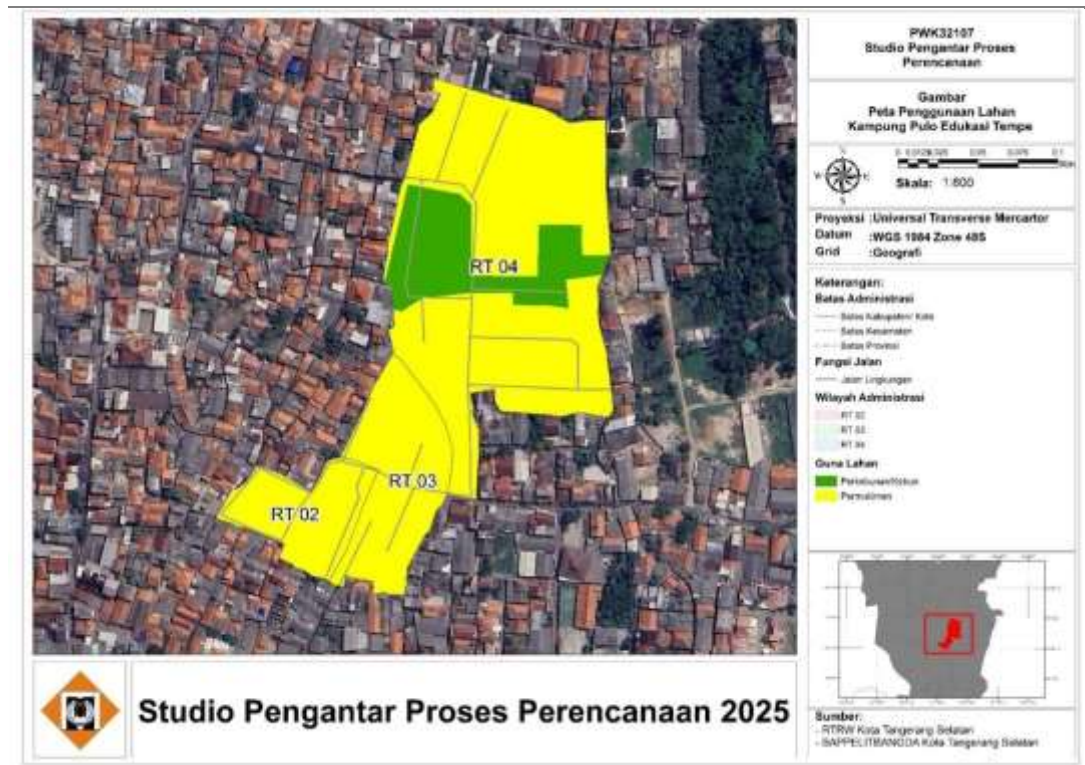 PWK32107
Studio Pengantar Proses
Perencanaan
Gambar
Peta Penggunaan Lahan
Kampung Pulo Edukasi Tempe
Skala: 1:800
Proyeksi :Universal Transverse Mercartor
Datum :WGS 1984 Zone 48S
Grid :Geografi
Keterangan:
Batas Administrasi
Batas Kabupaten/ Kota
Batas Kecamatan
Batas Provinsi
Fungsi Jalan
Jalan Lingkungan
Wilayah Administrasi
RT 02
RT 03
RT 04
Guna Lahan
Perkebunan/Kebun
Permukiman
RT 04
RT 03
RT 02
Studio Pengantar Proses Perencanaan 2025
Sumber:
- RTRW Kota Tangerang Selatan
- BAPPELITBANGDA Kota Tangerang Selatan